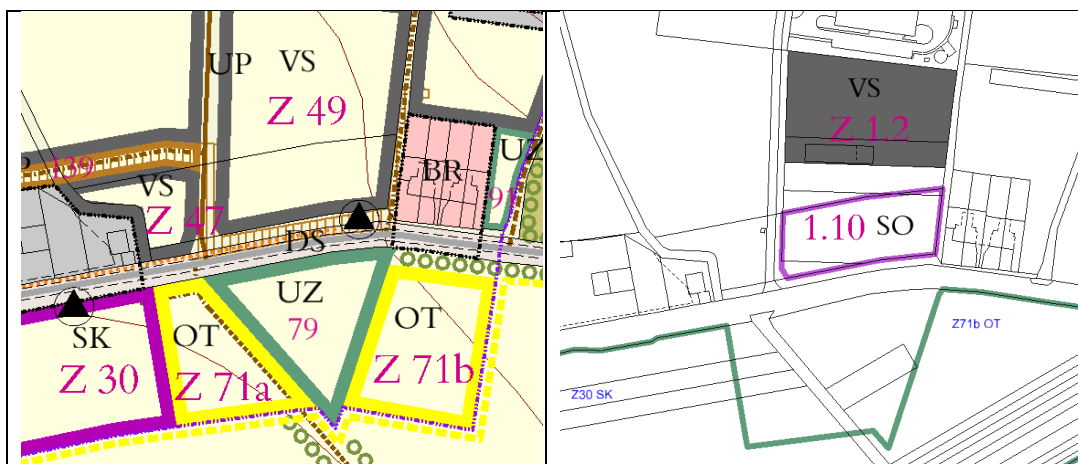 UP
VS
Z 49
139
VS
Z 47
BR
UZ
91
DS
UZ
79
SK
Z 30
OT
Z 71a
OT
Z 71b
VS
Z 1.2
1.10 SO
Z71b OT
Z30 SK